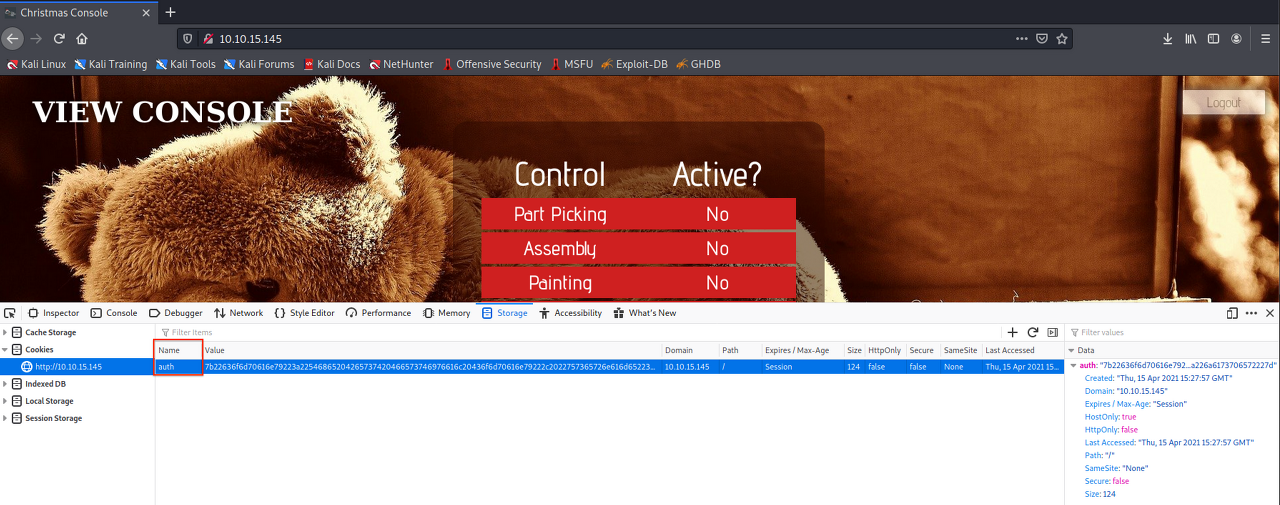 Christmas Console
10.10.15.145
Kali Linux Kali Training Kali Tools Kali Forums Kali Docs NetHunter Offensive Security MSFU Exploit-DB GHDB
VIEW CONSOLE
Logout
Control Active?
Part Picking No
Assembly No
Painting No
Inspector Console Debugger Network Style Editor Performance Memory Storage Accessibility What's New
Cache Storage
Cookies
http://10.10.15.145
Indexed DB
Local Storage
Session Storage
Filter Items
Name Value Domain Path Expires / Max-Age Size HttpOnly Secure SameSite Last Accessed
auth 7b22636f6d70616e79223a22546865204265737420466573746976616c20436f6d70616e79222c2022757365726e616d65223... 10.10.15.145 / Session 124 false false None Thu, 15 Apr 2021 15...
Filter values
Data
auth: "7b22636f6d70616e792...a226a6173706572227d"
Created: "Thu, 15 Apr 2021 15:27:57 GMT"
Domain: "10.10.15.145"
Expires / Max-Age: "Session"
HostOnly: true
HttpOnly: false
Last Accessed: "Thu, 15 Apr 2021 15:27:57 GMT"
Path: "/"
SameSite: "None"
Secure: false
Size: 124